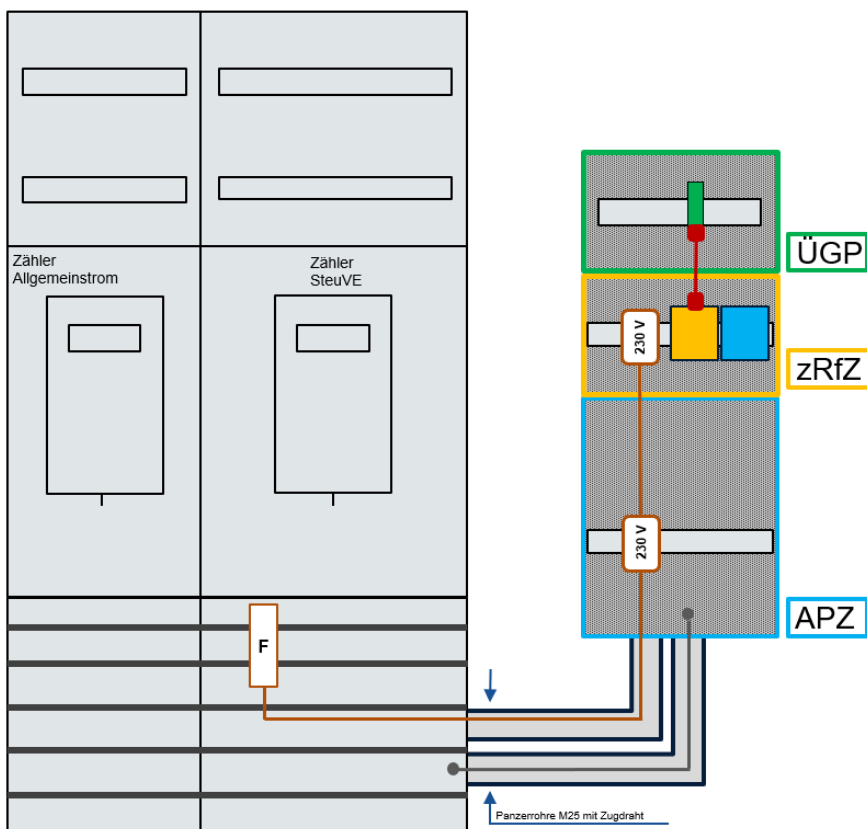 Zähler
Allgemeinstrom
Zähler
SteuVE
ÜGP
230 V
zRfZ
230 V
F
APZ
Panzerrohre M25 mit Zugdraht